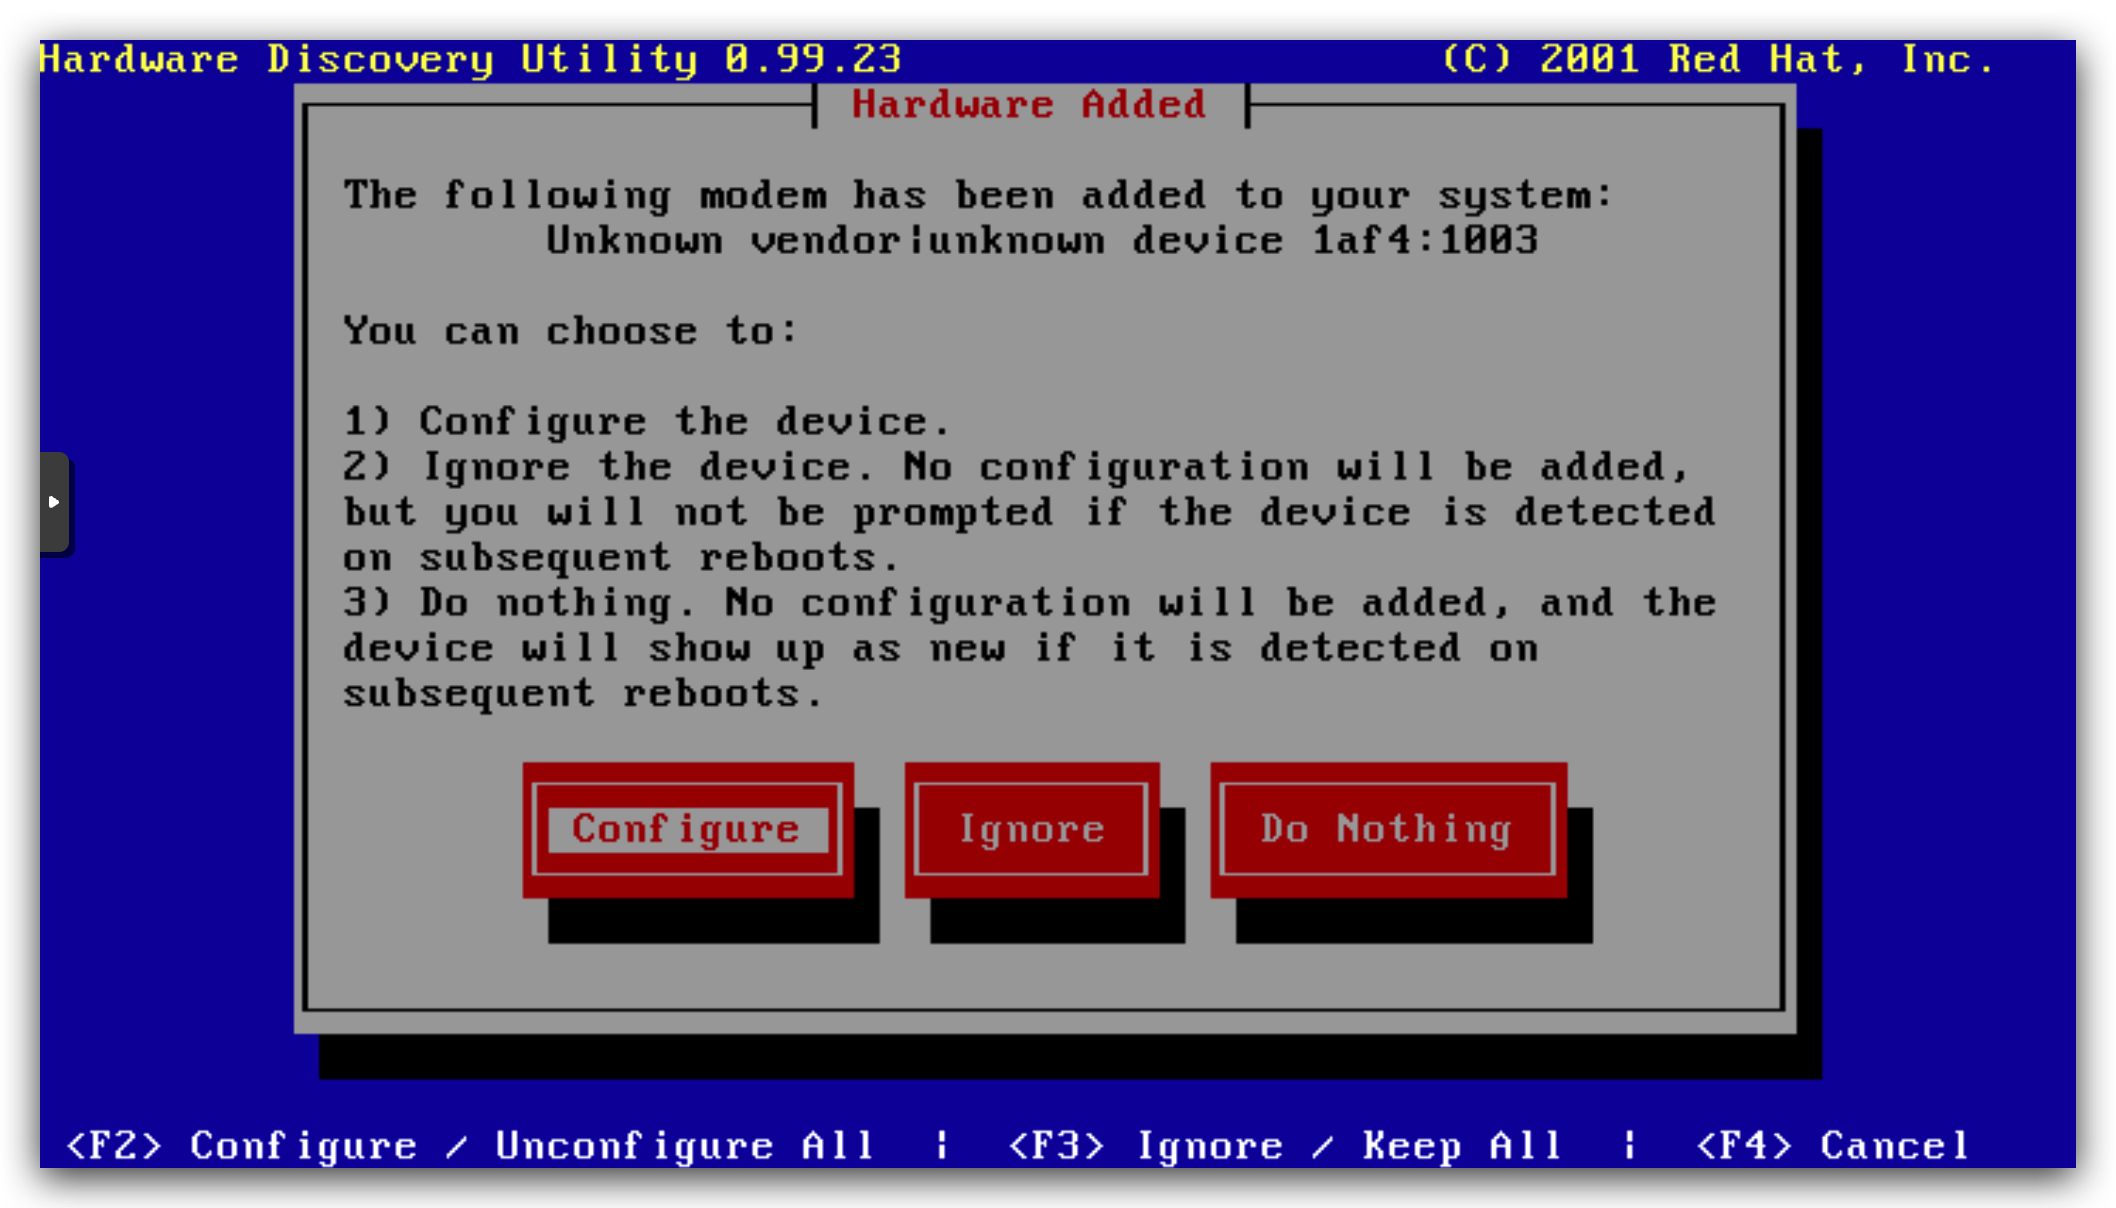 Hardware Discovery Utility 0.99.23 (C) 2001 Red Hat, Inc.
Hardware Added
The following modem has been added to your system:
Unknown vendor|unknown device 1af4:1003
You can choose to:
1) Configure the device.
2) Ignore the device. No configuration will be added,
but you will not be prompted if the device is detected
on subsequent reboots.
3) Do nothing. No configuration will be added, and the
device will show up as new if it is detected on
subsequent reboots.
Configure Ignore Do Nothing
<F2> Configure / Unconfigure All | <F3> Ignore / Keep All | <F4> Cancel